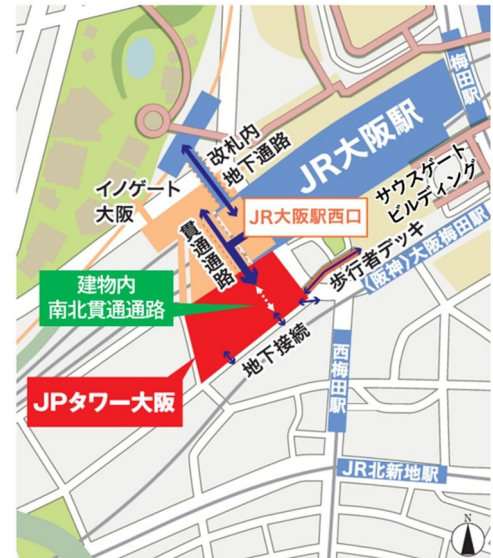 梅田駅
JR大阪駅
改札内
地下通路
サウスゲート
ビルディング
イノゲート
大阪
JR大阪駅西口
貫通通路
歩行者デッキ
〈阪神〉大阪梅田駅
建物内
南北貫通通路
地下接続
西梅田駅
JPタワー大阪
JR北新地駅
N